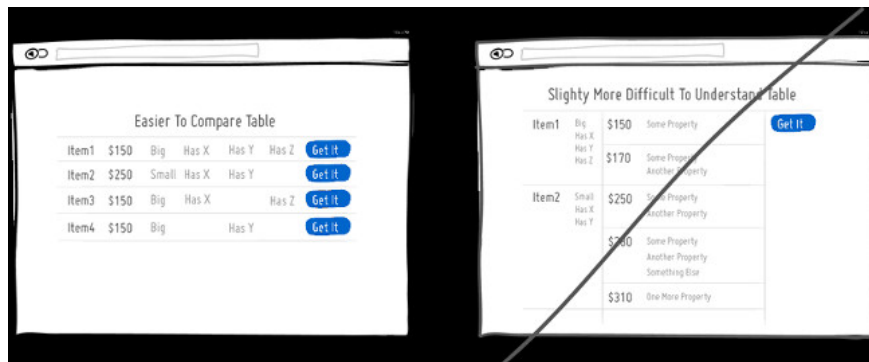 Easier To Compare Table
Item1 $150 Big Has X Has Y Has Z Get It
Item2 $250 Small Has X Has Y Get It
Item3 $150 Big Has X Has Z Get It
Item4 $150 Big Has Y Get It
Slighty More Difficult To Understand Table
Item1 Big $150 Some Property Get It
Has X
Has Y
Has Z $170 Some Property
Another Property
Item2 Small $250 Some Property
Has X Another Property
Has Y
Some Property
Another Property
Something Else
$310 One More Property